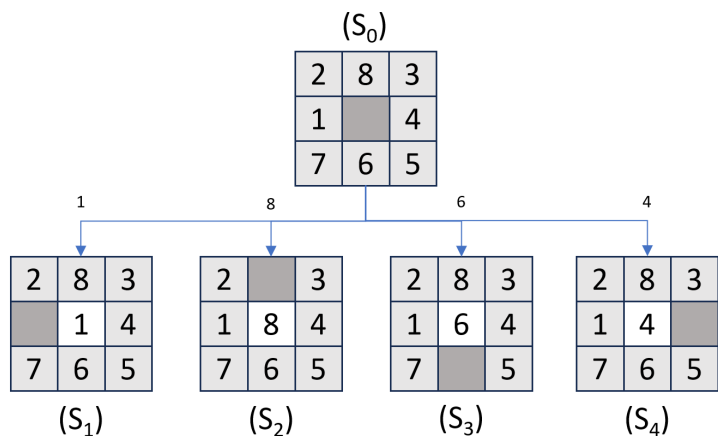 (S₀)
2 8 3
1 4
7 6 5
1 8 6 4
2 8 3 2 3 2 8 3 2 8 3
1 4 1 8 4 1 6 4 1 4
7 6 5 7 6 5 7 5 7 6 5
(S₁) (S₂) (S₃) (S₄)